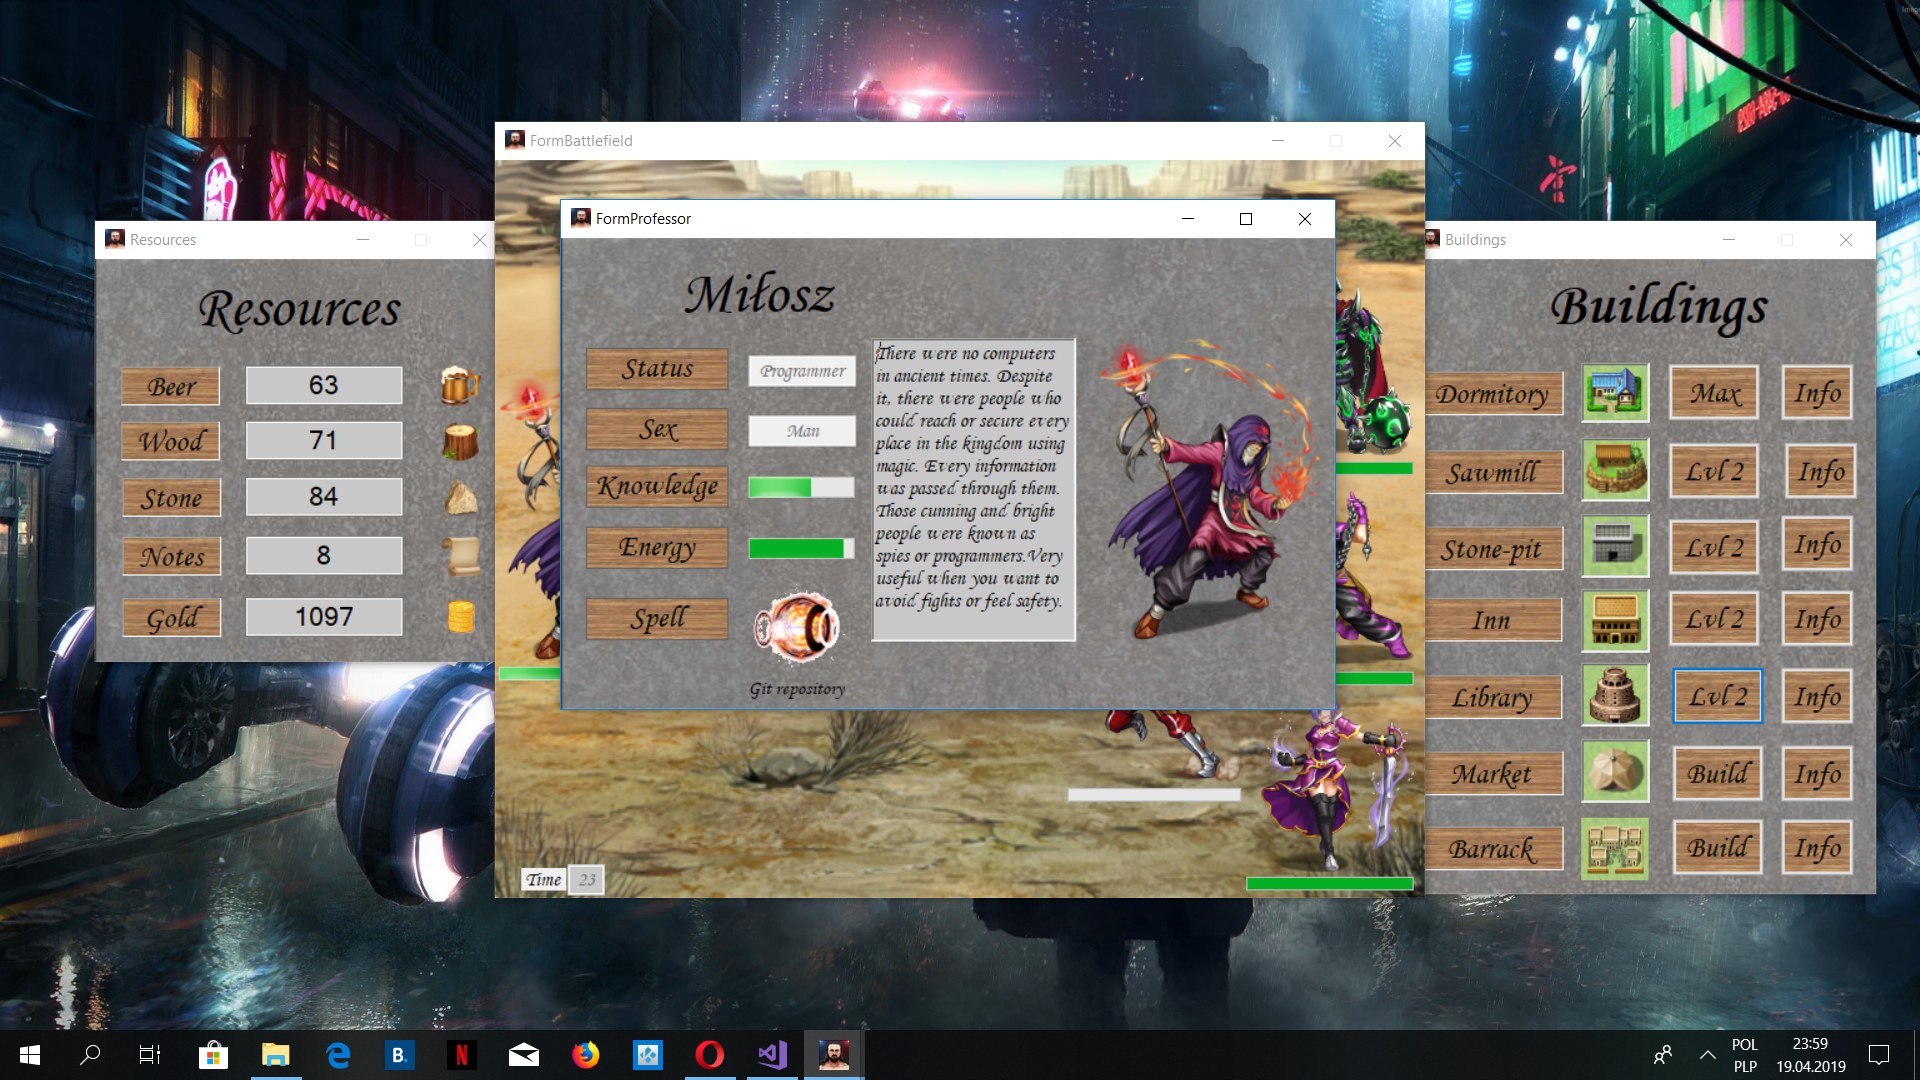 FormBattlefield
FormProfessor
Resources
Buildings
Resources
Beer 63
Wood 71
Stone 84
Notes 8
Gold 1097
Miłosz
Status Programmer
Sex Man
Knowledge
Energy
Spell
Git repository
There were no computers
in ancient times. Despite
it, there were people who
could reach or secure every
place in the kingdom using
magic. Every information
was passed through them.
Those cunning and bright
people were known as
spies or programmers.Very
useful when you want to
avoid fights or feel safety.
Time 23
Buildings
Dormitory Max Info
Sawmill Lvl 2 Info
Stone-pit Lvl 2 Info
Inn Lvl 2 Info
Library Lvl 2 Info
Market Build Info
Barrack Build Info
B.
N
POL
PLP
23:59
19.04.2019